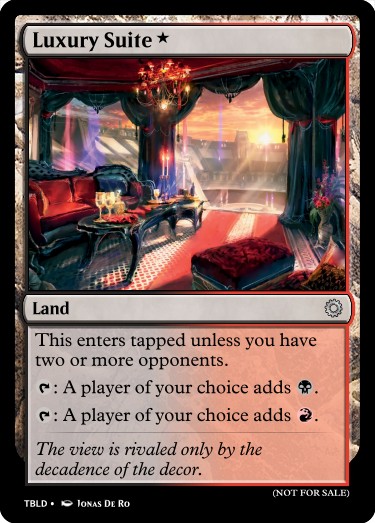 Luxury Suite ★
Land
This enters tapped unless you have
two or more opponents.
: A player of your choice adds .
: A player of your choice adds .
The view is rivaled only by the
decadence of the decor.
(NOT FOR SALE)
TBLD • Jonas De Ro